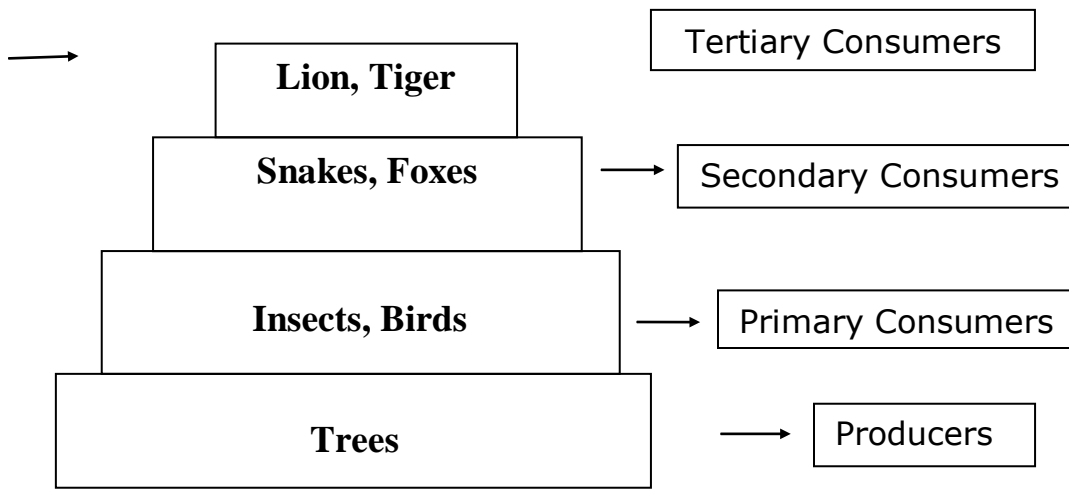 Tertiary Consumers
Lion, Tiger
Snakes, Foxes
Secondary Consumers
Insects, Birds
Primary Consumers
Trees
Producers